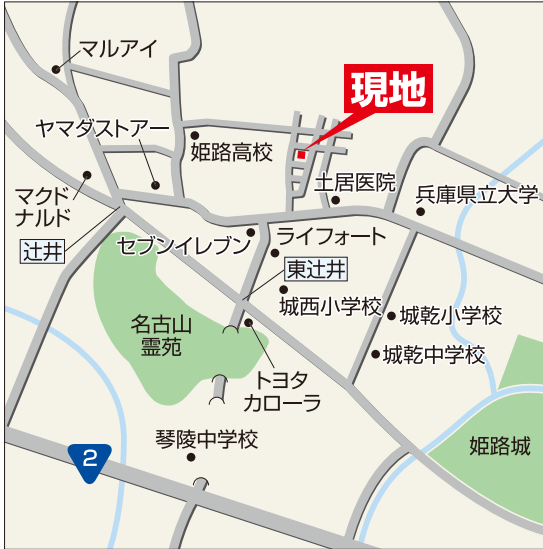 マルアイ
現地
ヤマダストアー
姫路高校
土居医院
兵庫県立大学
マクド
ナルド
辻井
セブンイレブン
ライフォート
東辻井
城西小学校
名古山
霊苑
城乾小学校
城乾中学校
トヨタ
カローラ
琴陵中学校
姫路城
2